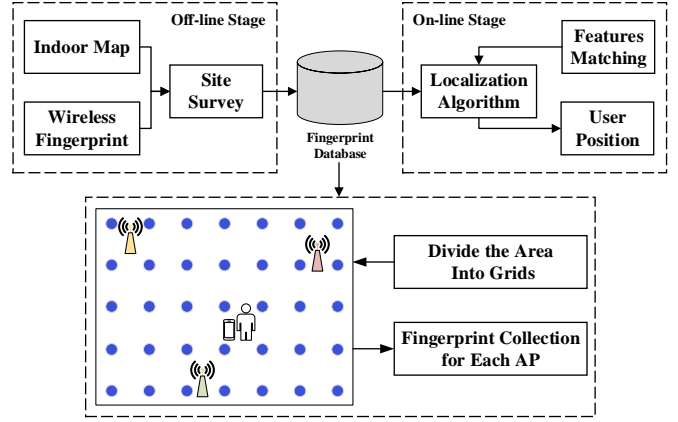 Off-line Stage
Indoor Map
Wireless
Fingerprint
Site
Survey
Fingerprint
Database
On-line Stage
Localization
Algorithm
Features
Matching
User
Position
Divide the Area
Into Grids
Fingerprint Collection
for Each AP